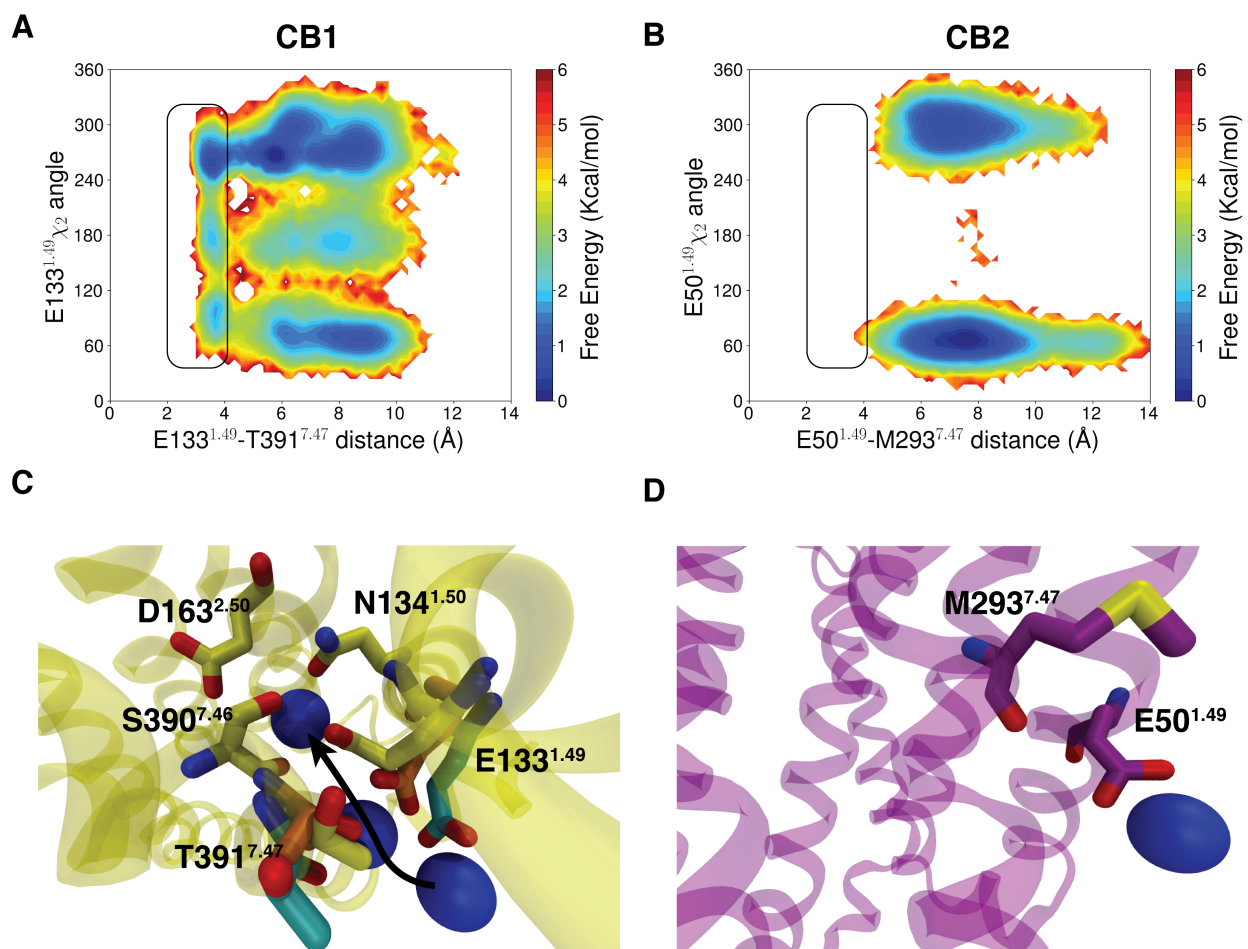 A
CB1
360
300
240
180
120
60
0
0 2 4 6 8 10 12 14
E133^1.49 χ2 angle
E133^1.49-T391^7.47 distance (Å)
6
5
4
3
2
1
0
Free Energy (Kcal/mol)
B
CB2
360
300
240
180
120
60
0
0 2 4 6 8 10 12 14
E50^1.49 χ2 angle
E50^1.49-M293^7.47 distance (Å)
6
5
4
3
2
1
0
Free Energy (Kcal/mol)
C
D163^2.50
N134^1.50
S390^7.46
E133^1.49
T391^7.47
D
M293^7.47
E50^1.49